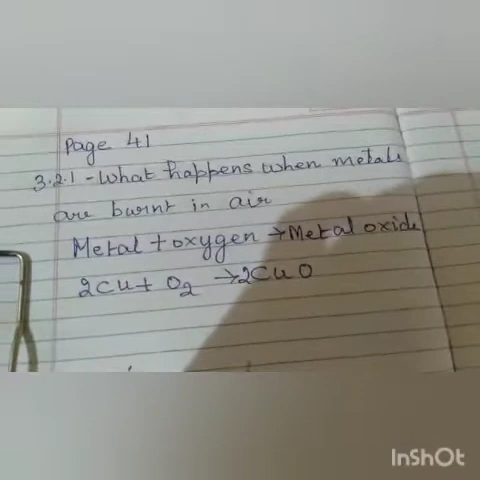 Page 41
3.2.1 - What happens when metals
are burnt in air
Metal + oxygen → Metal oxide
2Cu + O2 → 2CuO
InShOt